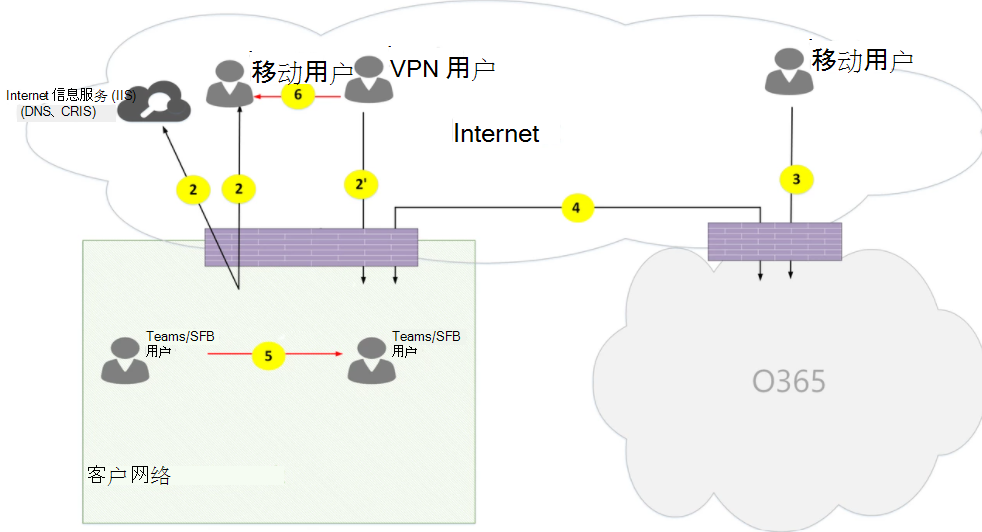 移动用户
VPN 用户
移动用户
Internet 信息服务 (IIS)
(DNS、CRIS)
6
Internet
2
2
2'
3
4
Teams/SFB
用户
Teams/SFB
用户
5
O365
客户网络